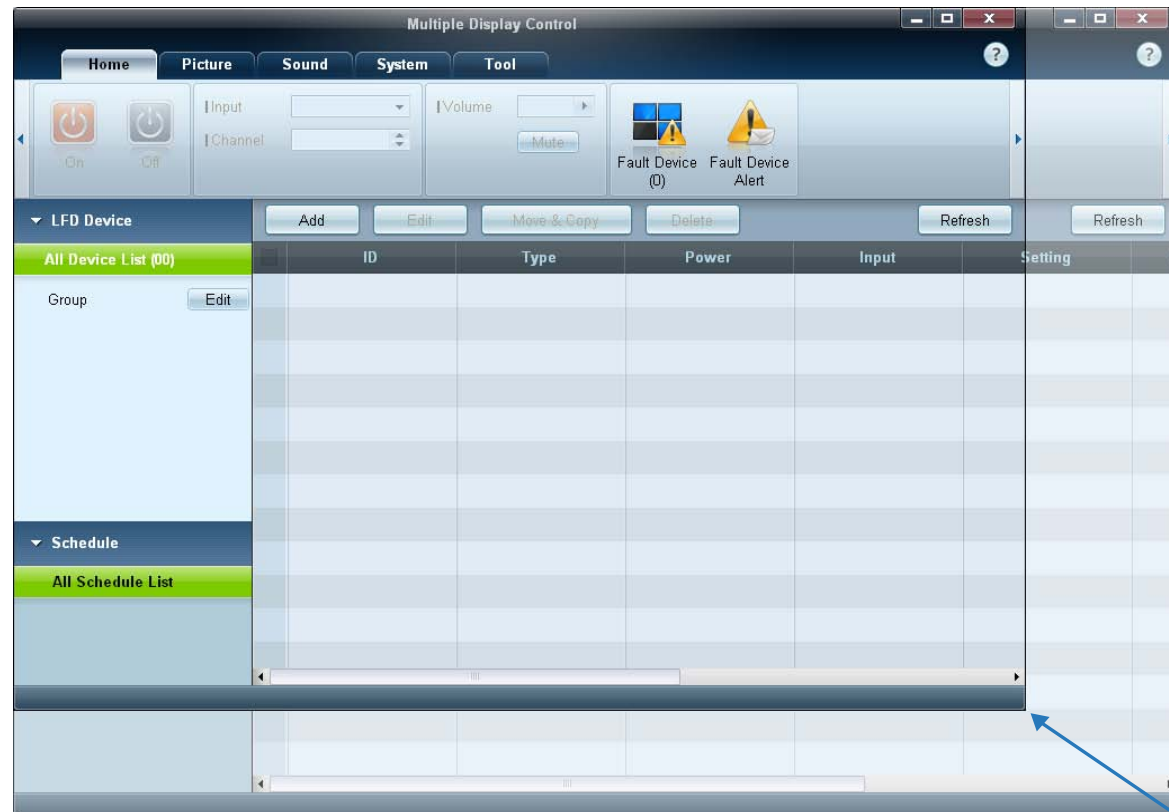 Multiple Display Control
Home Picture Sound System Tool ? ?
Input Volume
Channel Mute
On Off Fault Device (0) Fault Device Alert
LFD Device Add Edit Move & Copy Delete Refresh Refresh
All Device List (00) ID Type Power Input Setting
Group Edit
Schedule
All Schedule List